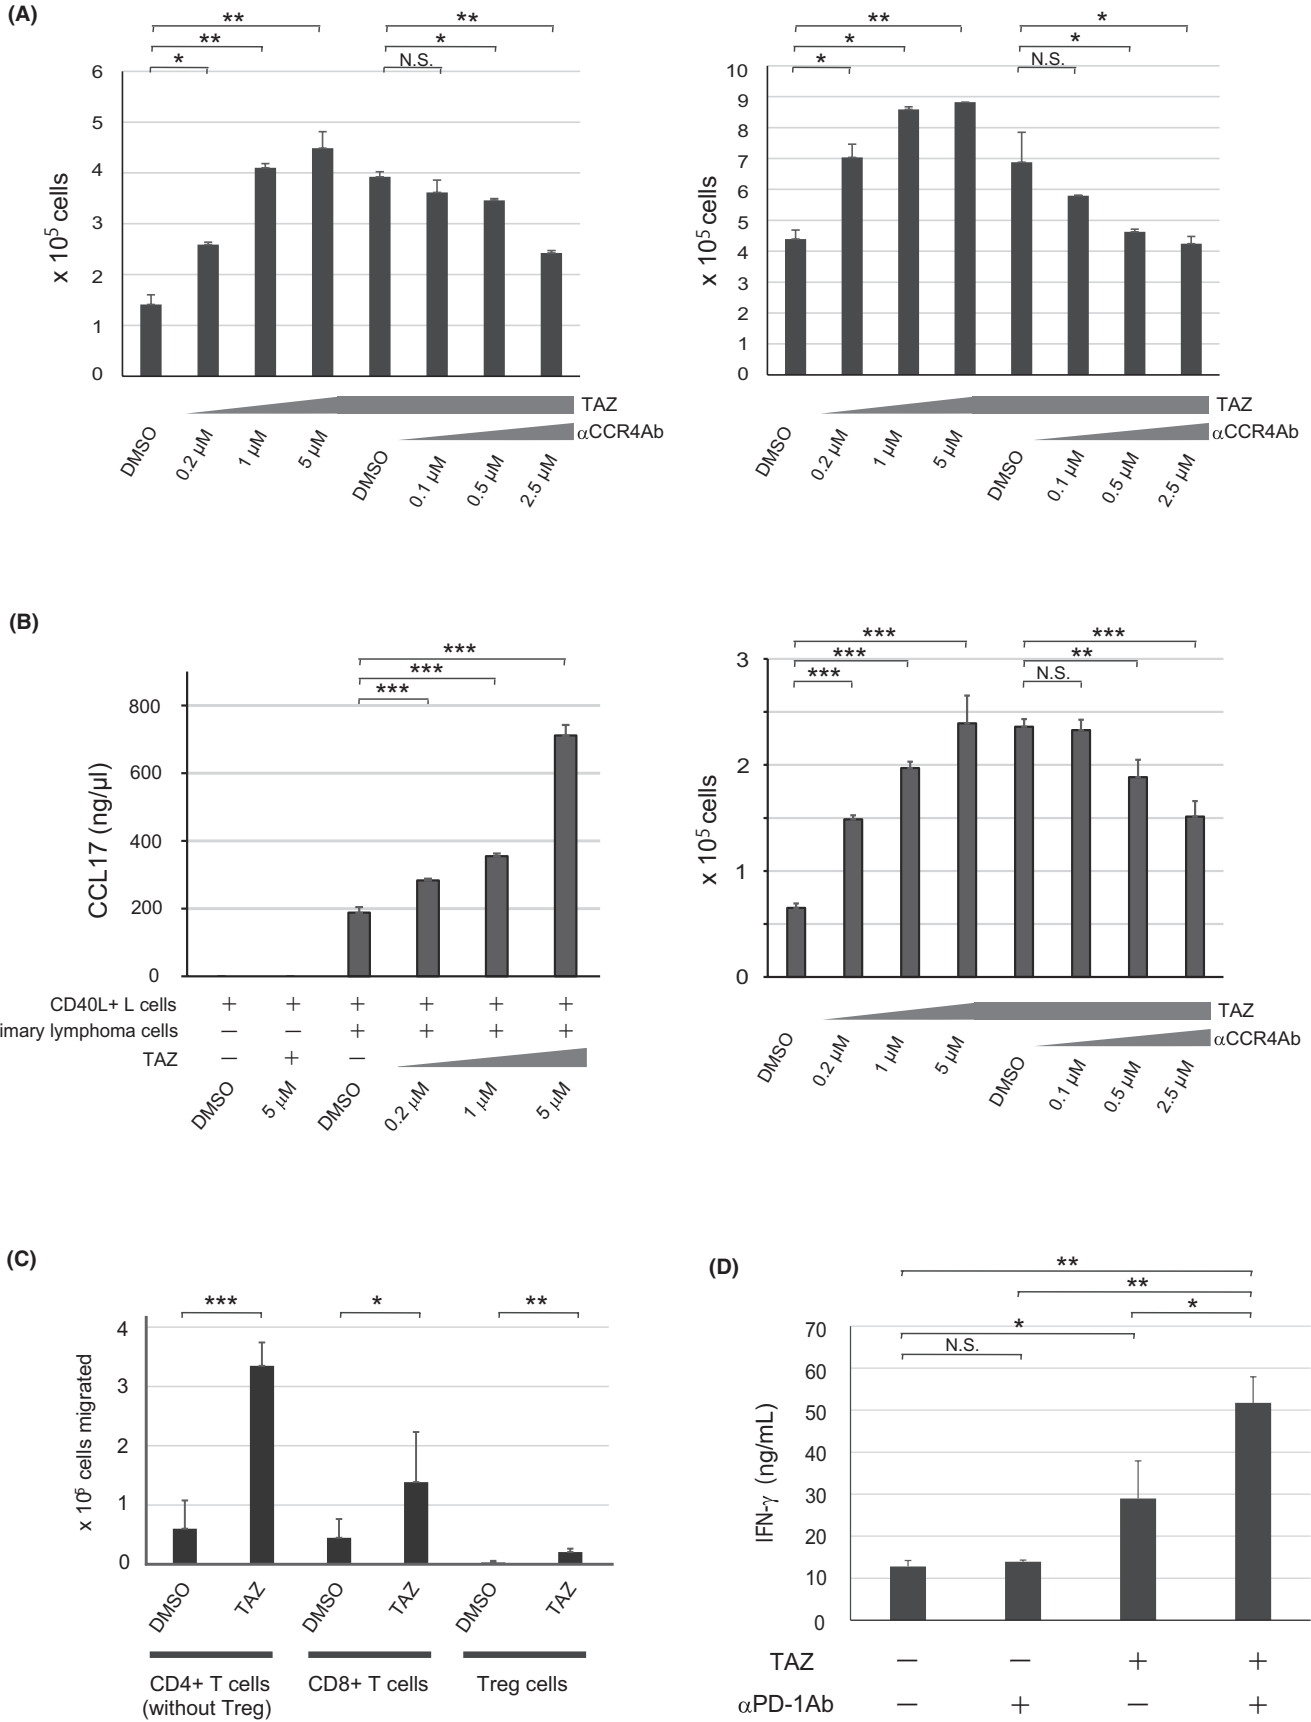 (A)
** **
** *
* N.S.
6
5
4
3
2
1
0
x 10⁵ cells
TAZ
αCCR4Ab
DMSO 0.2 μM 1 μM 5 μM DMSO 0.1 μM 0.5 μM 2.5 μM
** *
* *
* N.S.
10
9
8
7
6
5
4
3
2
1
0
x 10⁵ cells
TAZ
αCCR4Ab
DMSO 0.2 μM 1 μM 5 μM DMSO 0.1 μM 0.5 μM 2.5 μM
(B)
***
***
***
800
600
400
200
0
CCL17 (ng/μl)
CD40L+ L cells + + + + + +
imary lymphoma cells − − + + + +
TAZ − + −
DMSO 5 μM DMSO 0.2 μM 1 μM 5 μM
*** ***
*** **
*** N.S.
3
2
1
0
x 10⁵ cells
TAZ
αCCR4Ab
DMSO 0.2 μM 1 μM 5 μM DMSO 0.1 μM 0.5 μM 2.5 μM
(C)
*** * **
4
3
2
1
0
x 10⁵ cells migrated
DMSO TAZ DMSO TAZ DMSO TAZ
CD4+ T cells CD8+ T cells Treg cells
(without Treg)
(D)
**
**
*
*
N.S.
70
60
50
40
30
20
10
0
IFN-γ (ng/mL)
TAZ − − + +
αPD-1Ab − + − +